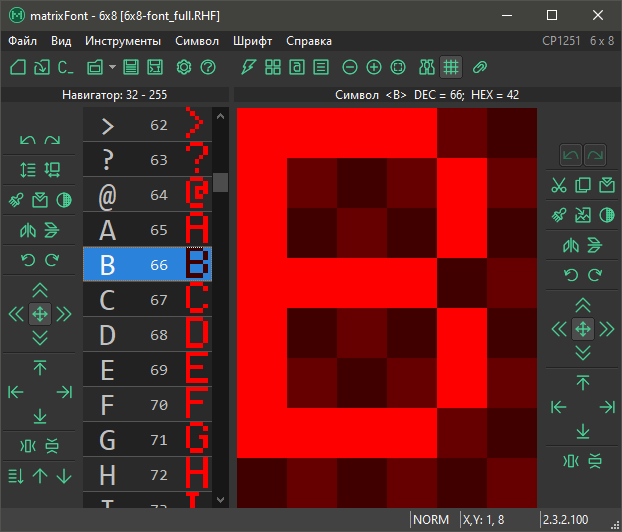 matrixFont - 6x8 [6x8-font_full.RHF]
Файл Вид Инструменты Символ Шрифт Справка CP1251 6 x 8
C_
Навигатор: 32 - 255
Символ <B> DEC = 66; HEX = 42
> 62 >
? 63 ?
@ 64 @
A 65 A
B 66 B
C 67 C
D 68 D
E 69 E
F 70 F
G 71 G
H 72 H
I 73 I
NORM X,Y: 1, 8 2.3.2.100